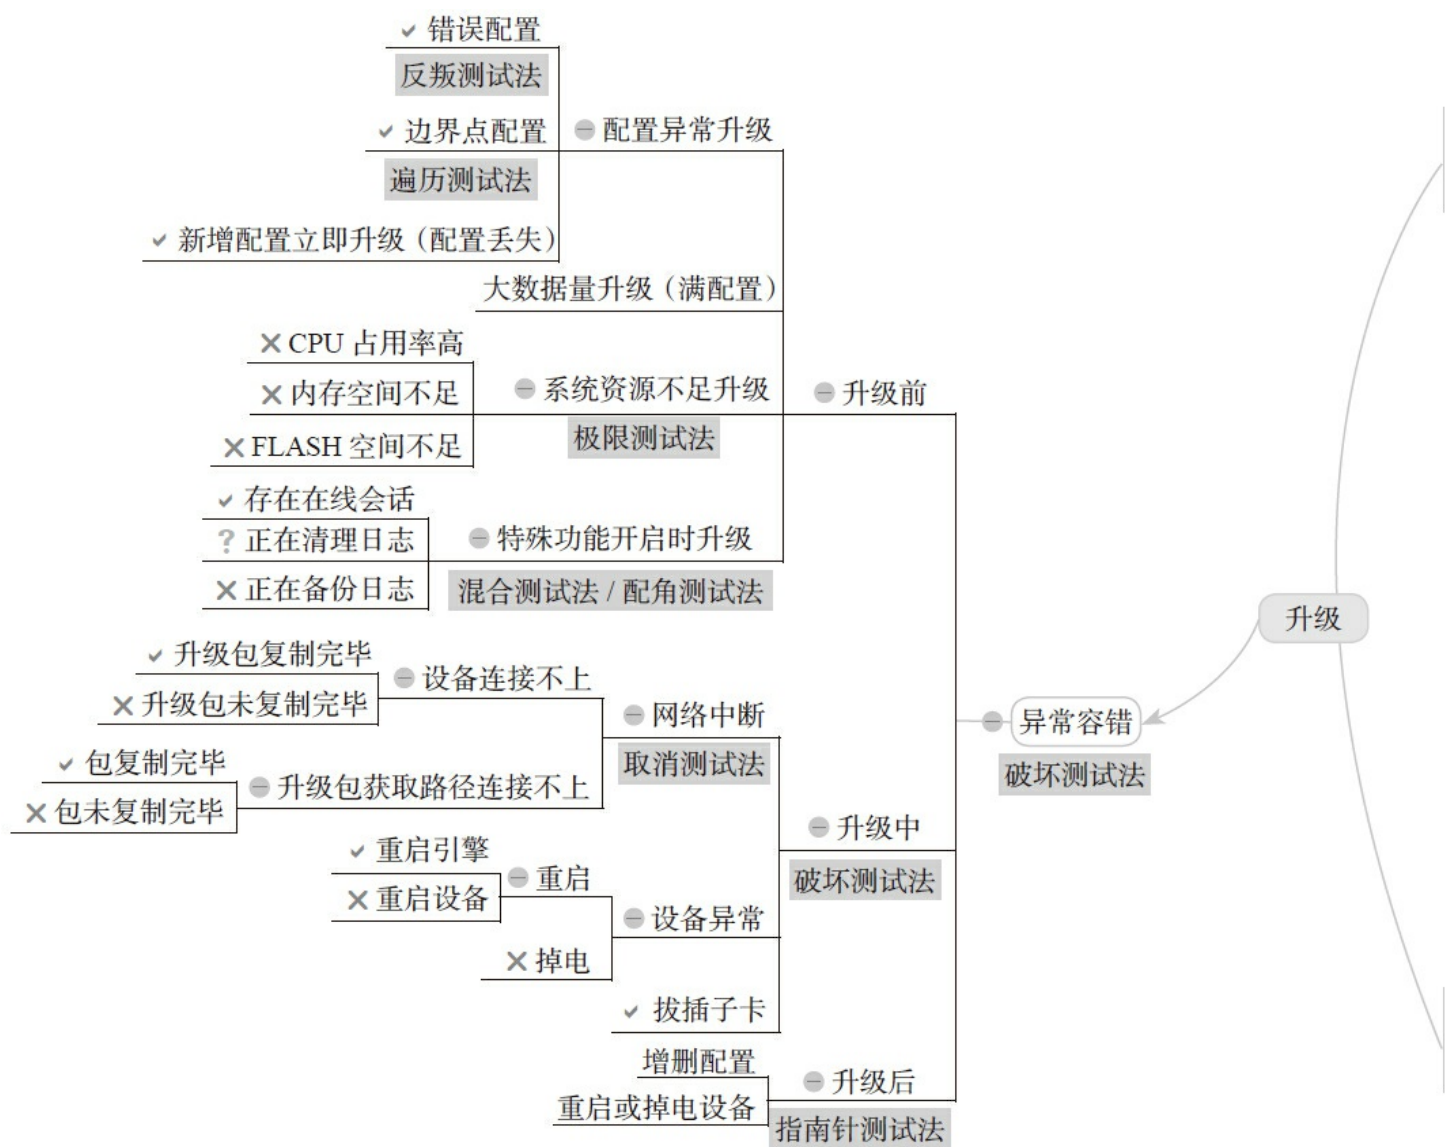 错误配置
反叛测试法
边界点配置
配置异常升级
遍历测试法
新增配置立即升级（配置丢失）
大数据量升级（满配置）
CPU 占用率高
内存空间不足
系统资源不足升级
升级前
FLASH 空间不足
极限测试法
存在在线会话
? 正在清理日志
特殊功能开启时升级
正在备份日志
混合测试法 / 配角测试法
升级
升级包复制完毕
设备连接不上
升级包未复制完毕
网络中断
异常容错
包复制完毕
取消测试法
破坏测试法
升级包获取路径连接不上
包未复制完毕
升级中
重启引擎
重启
破坏测试法
重启设备
设备异常
掉电
拔插子卡
增删配置
升级后
重启或掉电设备
指南针测试法